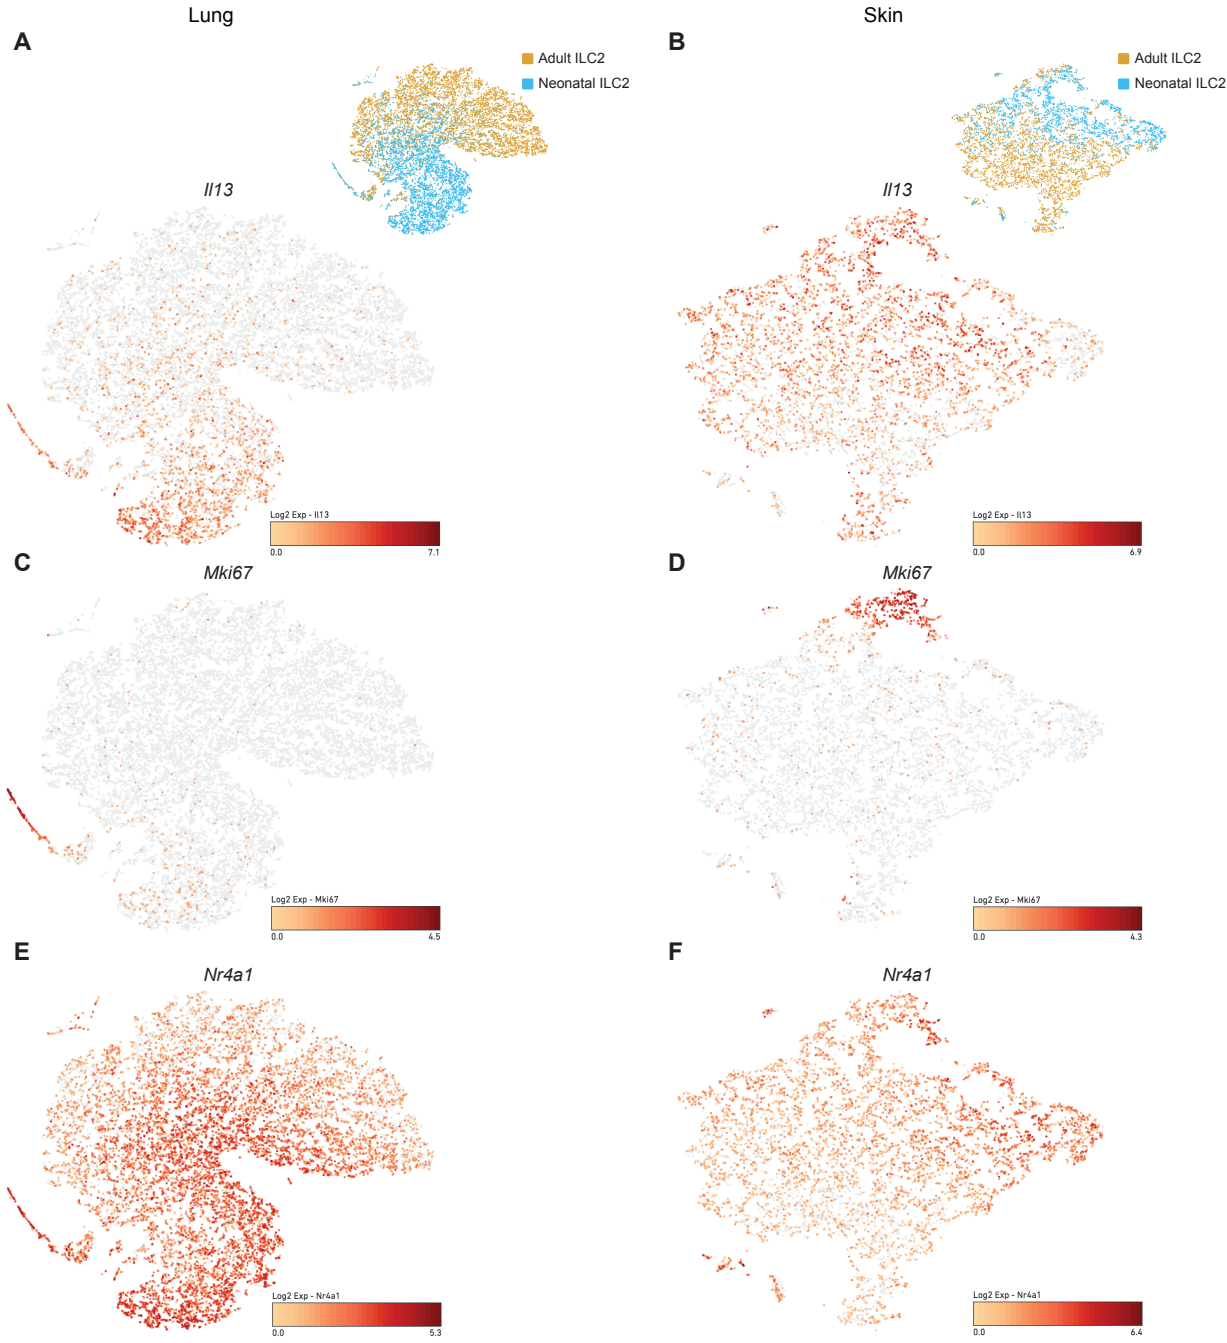 Lung
Skin
A
Adult ILC2
Neonatal ILC2
B
Adult ILC2
Neonatal ILC2
Il13
Il13
Log2 Exp - Il13
0.0 7.1
Log2 Exp - Il13
0.0 6.9
C
Mki67
D
Mki67
Log2 Exp - Mki67
0.0 4.5
Log2 Exp - Mki67
0.0 4.3
E
Nr4a1
F
Nr4a1
Log2 Exp - Nr4a1
0.0 5.3
Log2 Exp - Nr4a1
0.0 6.4